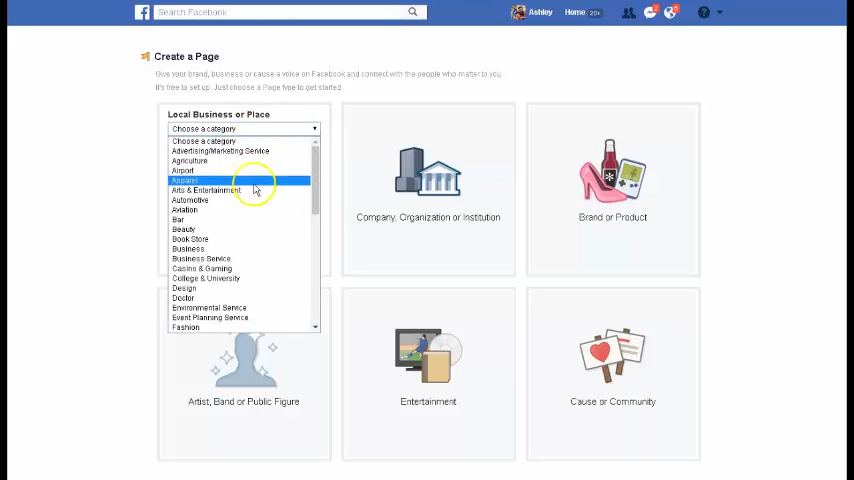 f Search Facebook Ashley Home 20+ 2 5 ?
Create a Page
Give your brand, business or cause a voice on Facebook and connect with the people who matter to you.
It's free to set up. Just choose a Page type to get started.
Local Business or Place
Choose a category
Choose a category
Advertising/Marketing Service
Agriculture
Airport
Apparel
Arts & Entertainment
Automotive
Aviation
Bar
Beauty
Book Store
Business
Business Service
Casino & Gaming
College & University
Design
Doctor
Environmental Service
Event Planning Service
Fashion
Company, Organization or Institution
Brand or Product
Artist, Band or Public Figure
Entertainment
Cause or Community